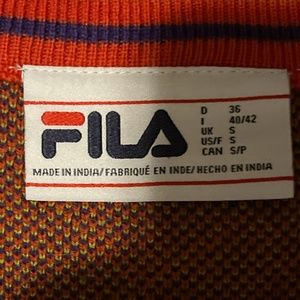 FILA
D 36
I 40/42
UK S
US/F S
CAN S/P
MADE IN INDIA/FABRIQUÉ EN INDE/HECHO EN INDIA